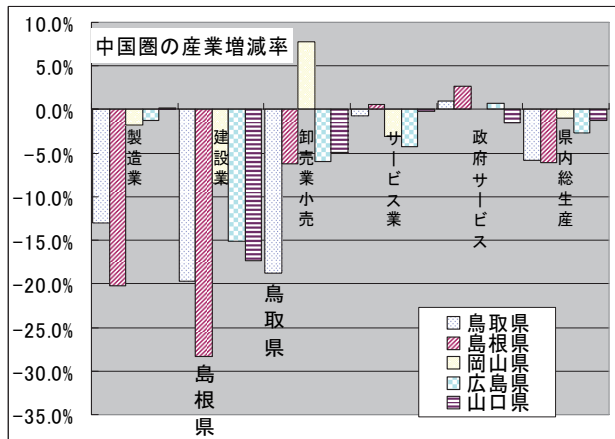 中国圏の産業増減率
10.0%
5.0%
0.0%
-5.0%
-10.0%
-15.0%
-20.0%
-25.0%
-30.0%
-35.0%
製造業
建設業
卸売業小売
サービス業
政府サービス
県内総生産
島根県
鳥取県
鳥取県
島根県
岡山県
広島県
山口県